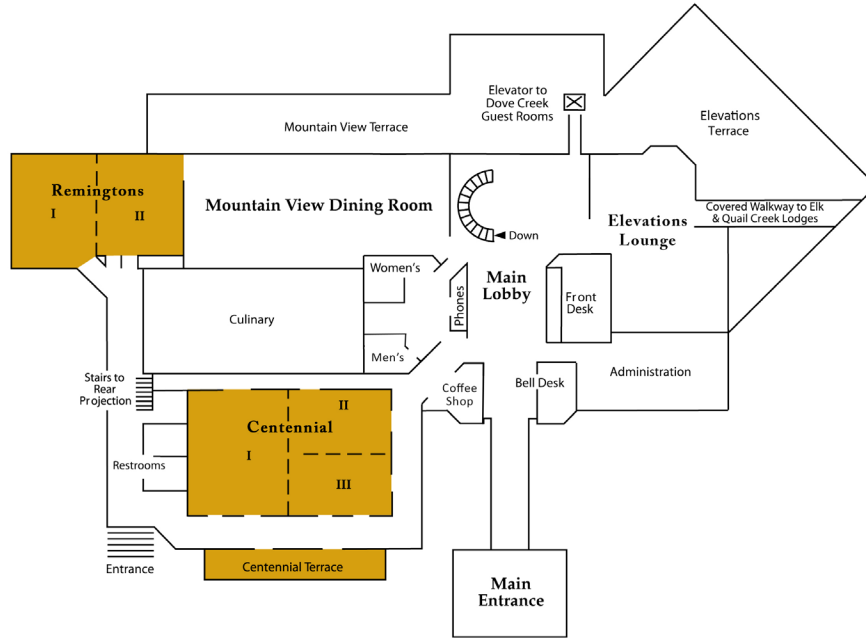 Elevator to
Dove Creek
Guest Rooms
Elevations
Terrace
Mountain View Terrace
Remingtons
I
II
Mountain View Dining Room
Covered Walkway to Elk
& Quail Creek Lodges
Elevations
Lounge
Down
Women's
Main
Lobby
Phones
Front
Desk
Culinary
Men's
Administration
Stairs to
Rear
Projection
Coffee
Shop
Bell Desk
Centennial
I
II
III
Restrooms
Entrance
Centennial Terrace
Main
Entrance